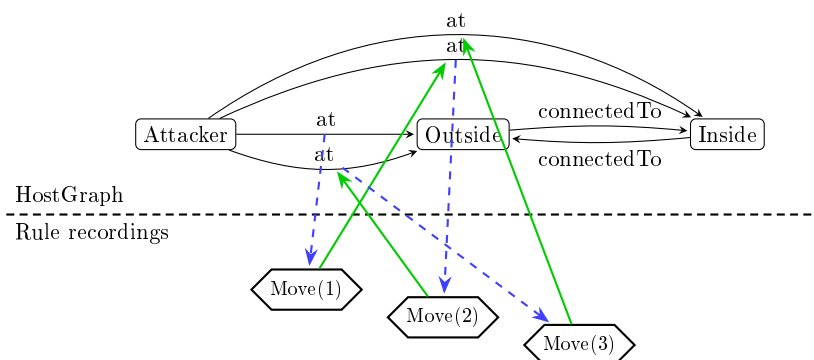 at
at
at
connectedTo
Attacker
Outside
Inside
at
connectedTo
HostGraph
Rule recordings
Move(1)
Move(2)
Move(3)